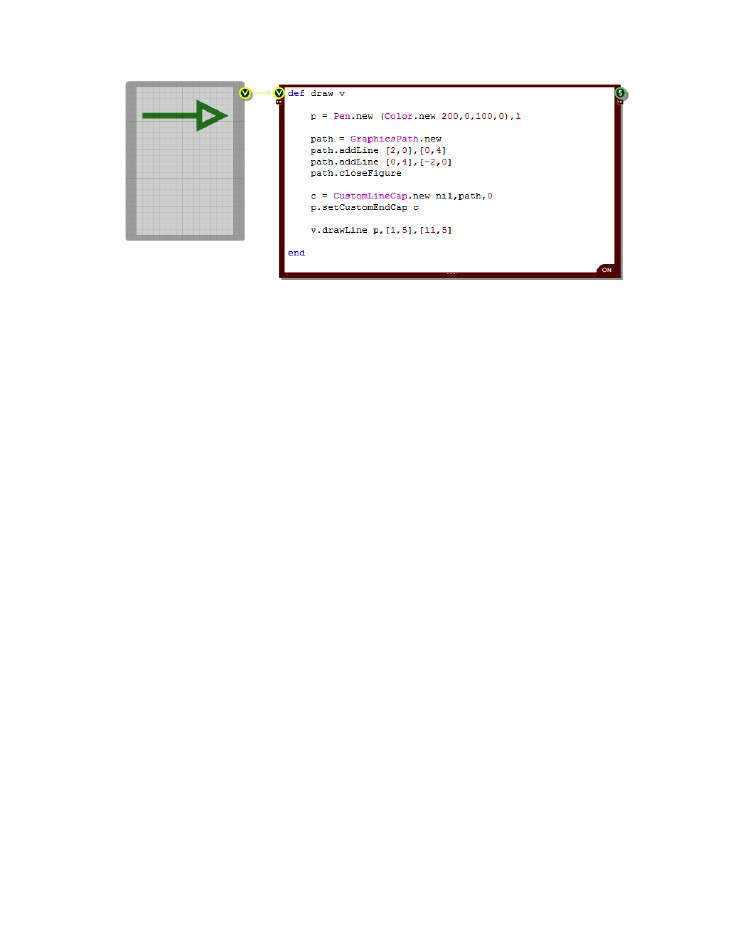 V
V
S
def draw v
p = Pen.new (Color.new 200,0,100,0),1
path = GraphicsPath.new
path.addLine [2,0],[0,4]
path.addLine [0,4],[-2,0]
path.closeFigure
c = CustomLineCap.new nil,path,0
p.setCustomEndCap c
v.drawLine p,[1,5],[11,5]
end
ON